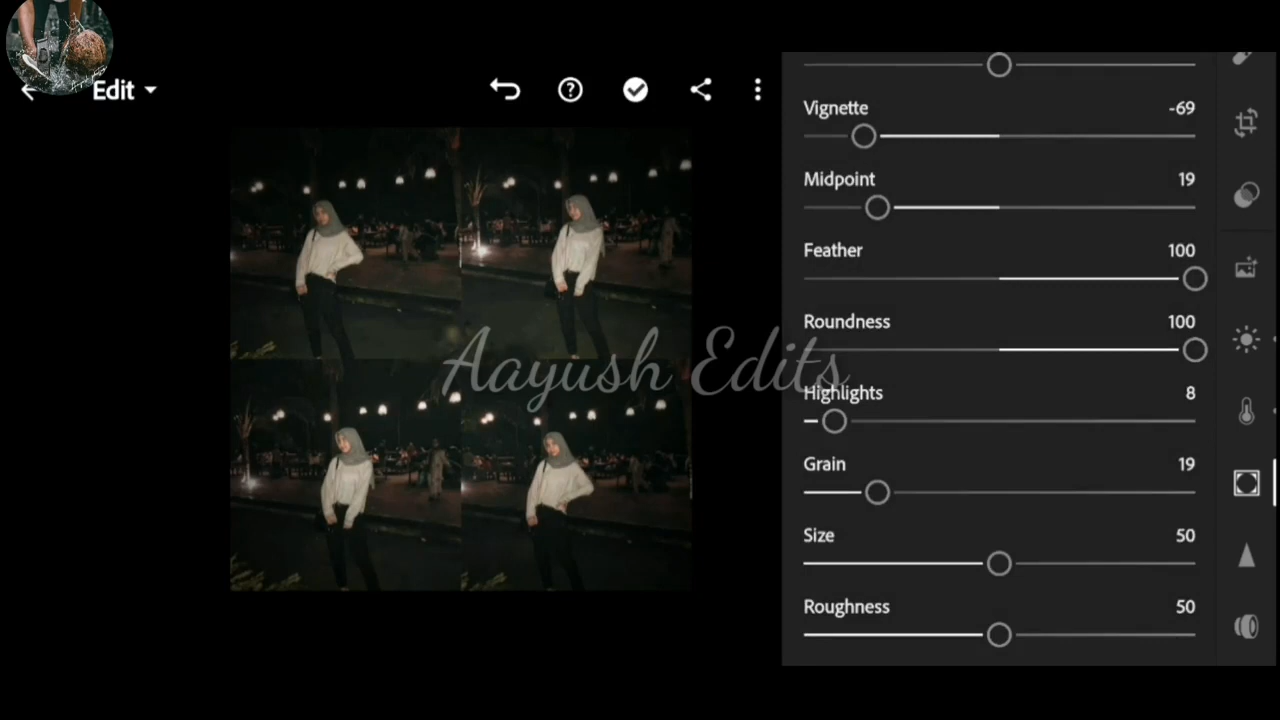 Edit
Vignette -69
Midpoint 19
Feather 100
Roundness 100
Aayush Edits
Highlights 8
Grain 19
Size 50
Roughness 50